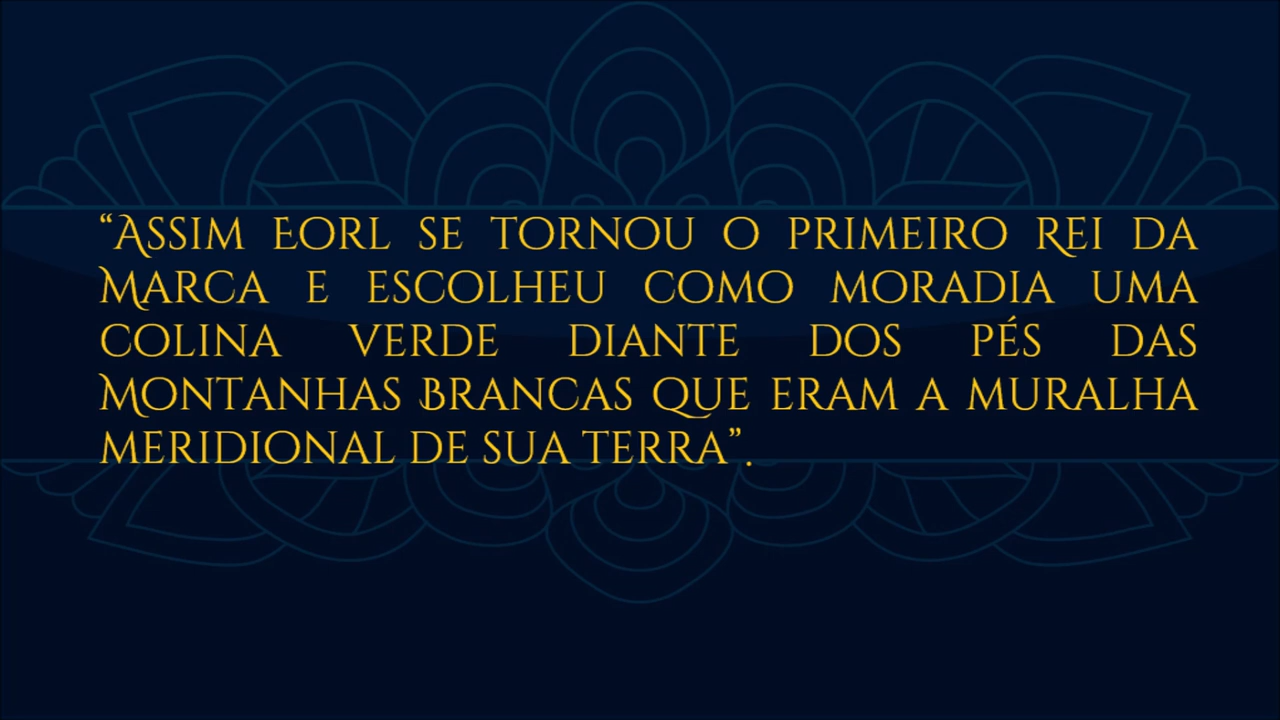 “Assim Eorl se tornou o primeiro Rei da
Marca e escolheu como moradia uma
colina verde diante dos pés das
Montanhas Brancas que eram a muralha
meridional de sua terra”.